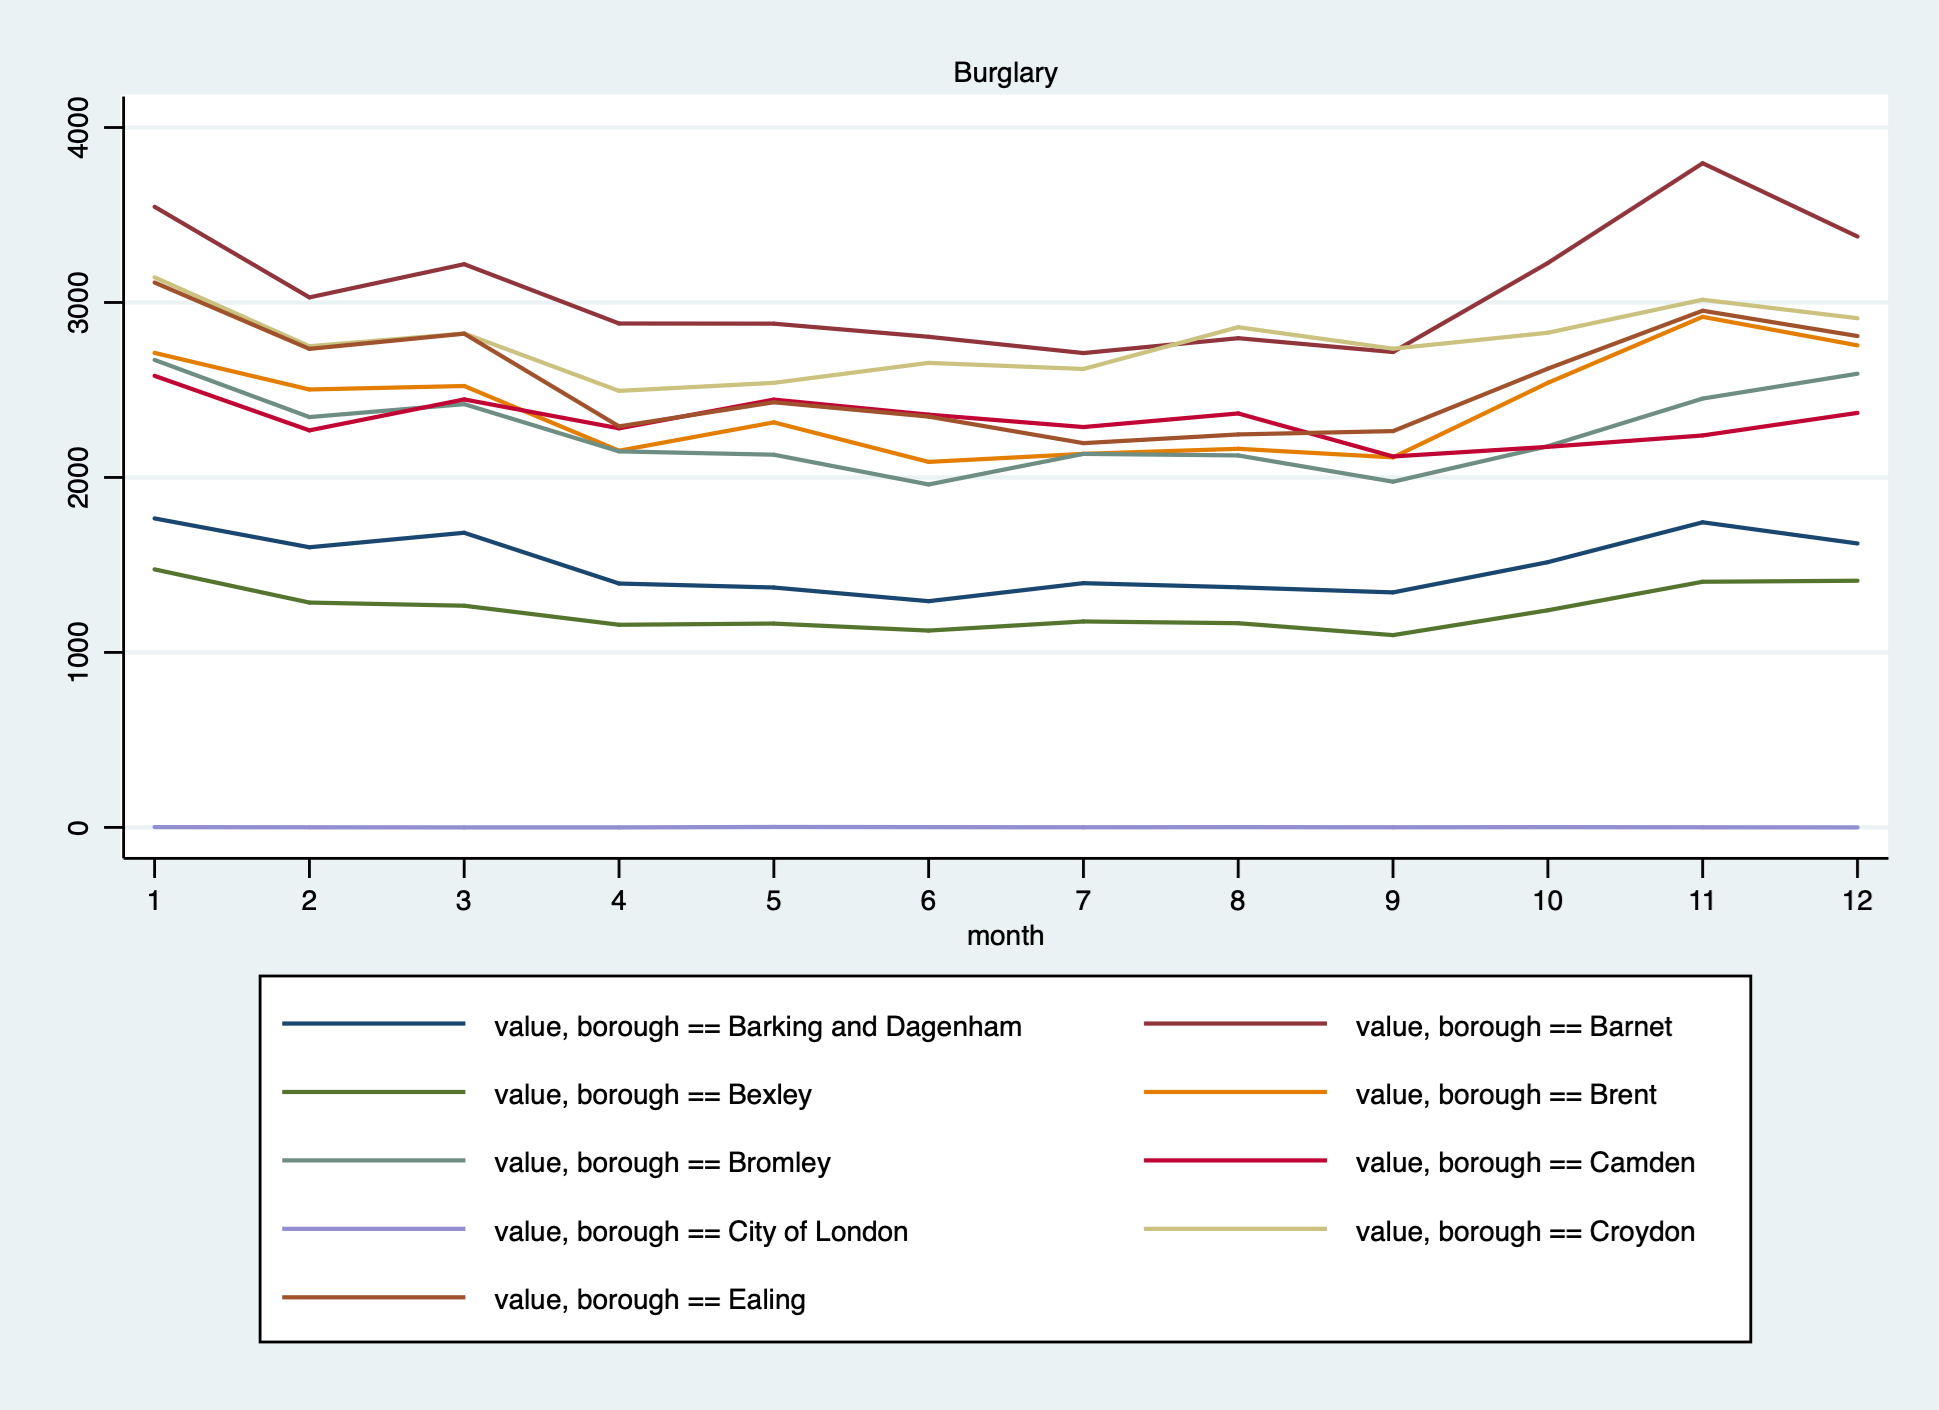 Burglary
4000
3000
2000
1000
0
1 2 3 4 5 6 7 8 9 10 11 12
month
value, borough == Barking and Dagenham value, borough == Barnet
value, borough == Bexley value, borough == Brent
value, borough == Bromley value, borough == Camden
value, borough == City of London value, borough == Croydon
value, borough == Ealing